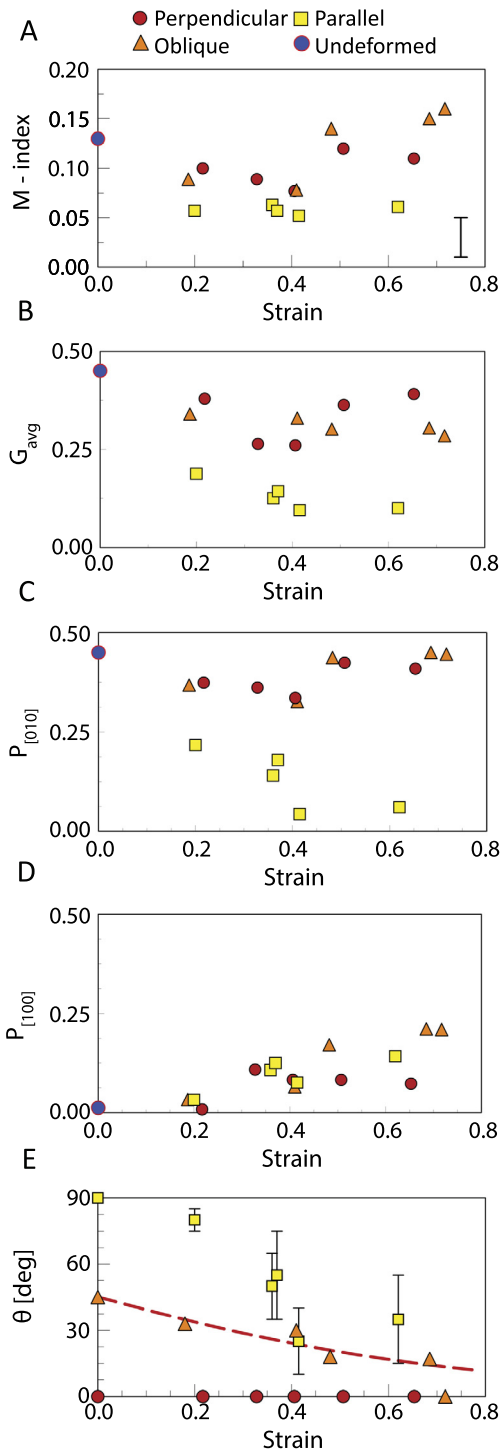 A
Perpendicular Parallel
Oblique Undeformed
0.20
0.15
0.10
0.05
0.00
M - index
0.0 0.2 0.4 0.6 0.8
Strain
B
0.50
0.25
0.00
Gavg
0.0 0.2 0.4 0.6 0.8
Strain
C
0.50
0.25
0.00
P[010]
0.0 0.2 0.4 0.6 0.8
Strain
D
0.50
0.25
0.00
P[100]
0.0 0.2 0.4 0.6 0.8
Strain
E
90
60
30
0
θ [deg]
0.0 0.2 0.4 0.6 0.8
Strain